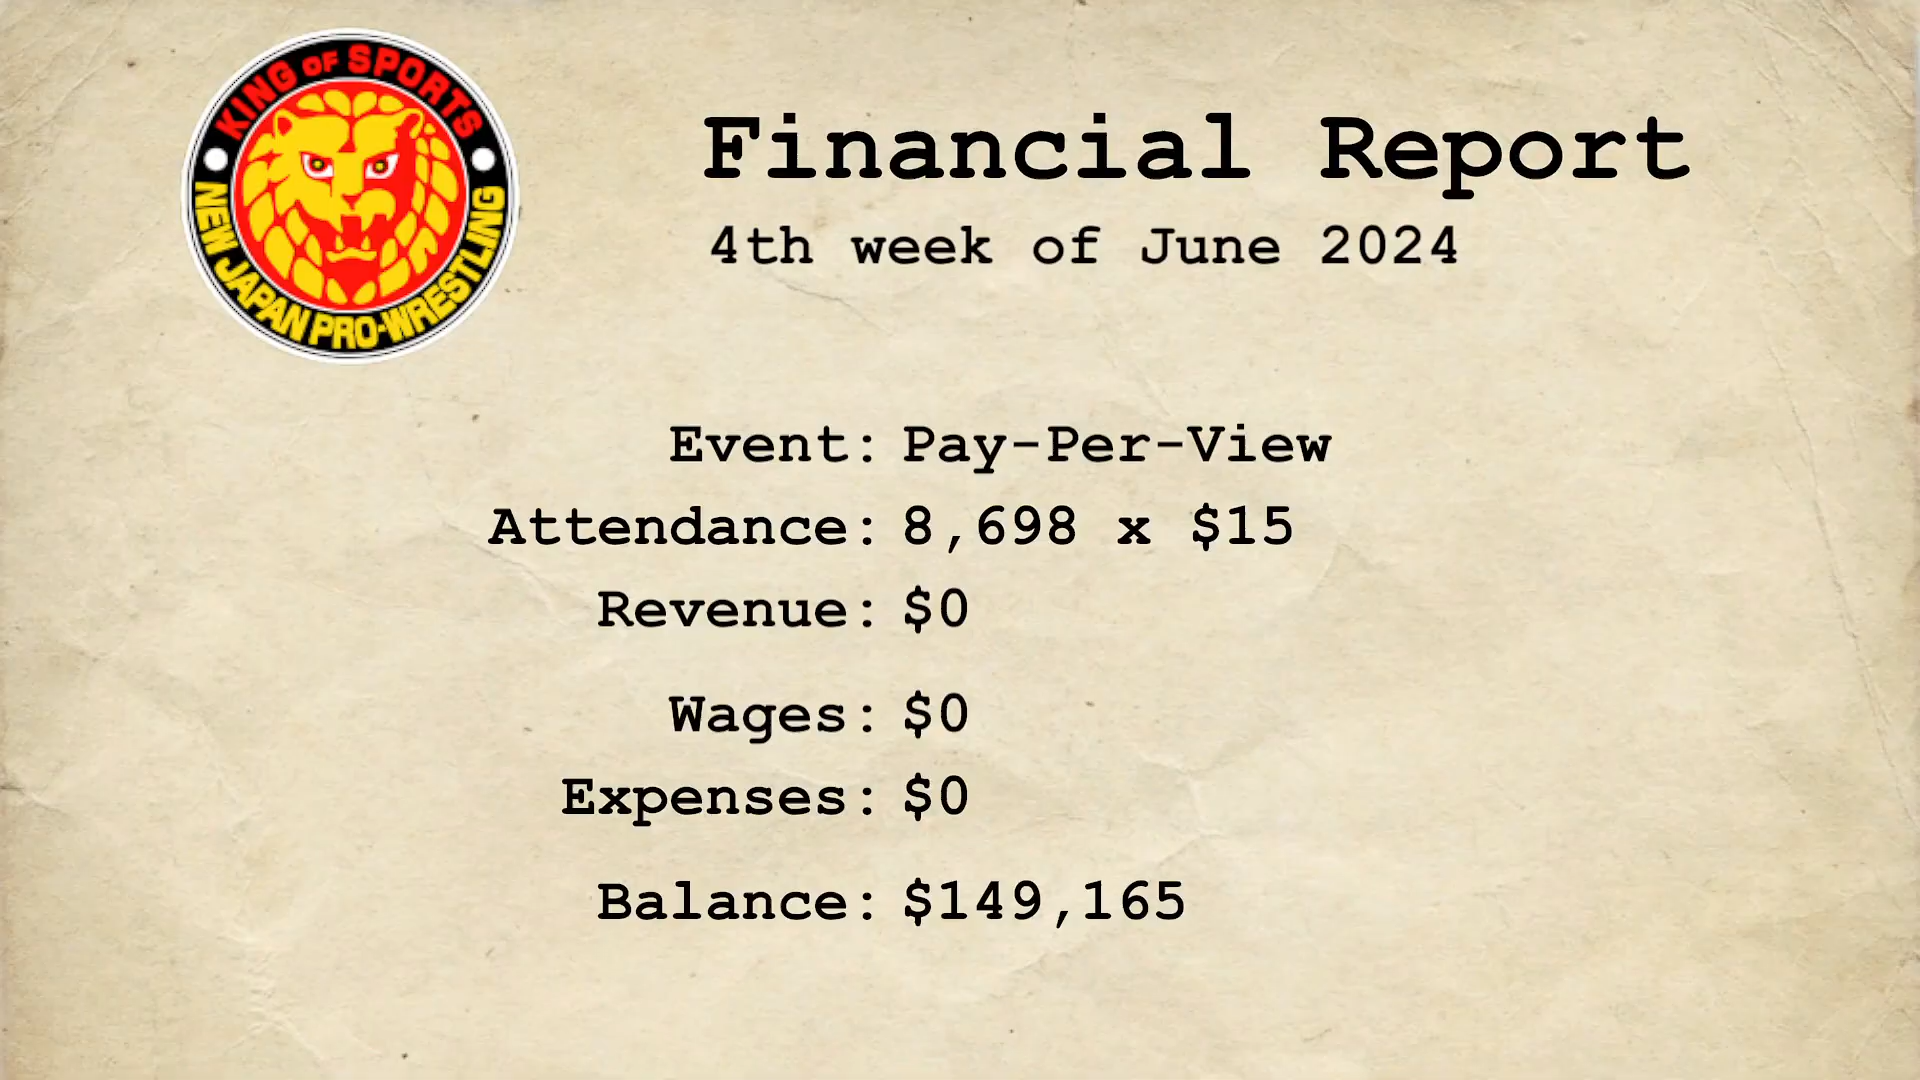 KING OF SPORTS
NEW JAPAN PRO-WRESTLING
Financial Report
4th week of June 2024
Event: Pay-Per-View
Attendance: 8,698 x $15
Revenue: $0
Wages: $0
Expenses: $0
Balance: $149,165